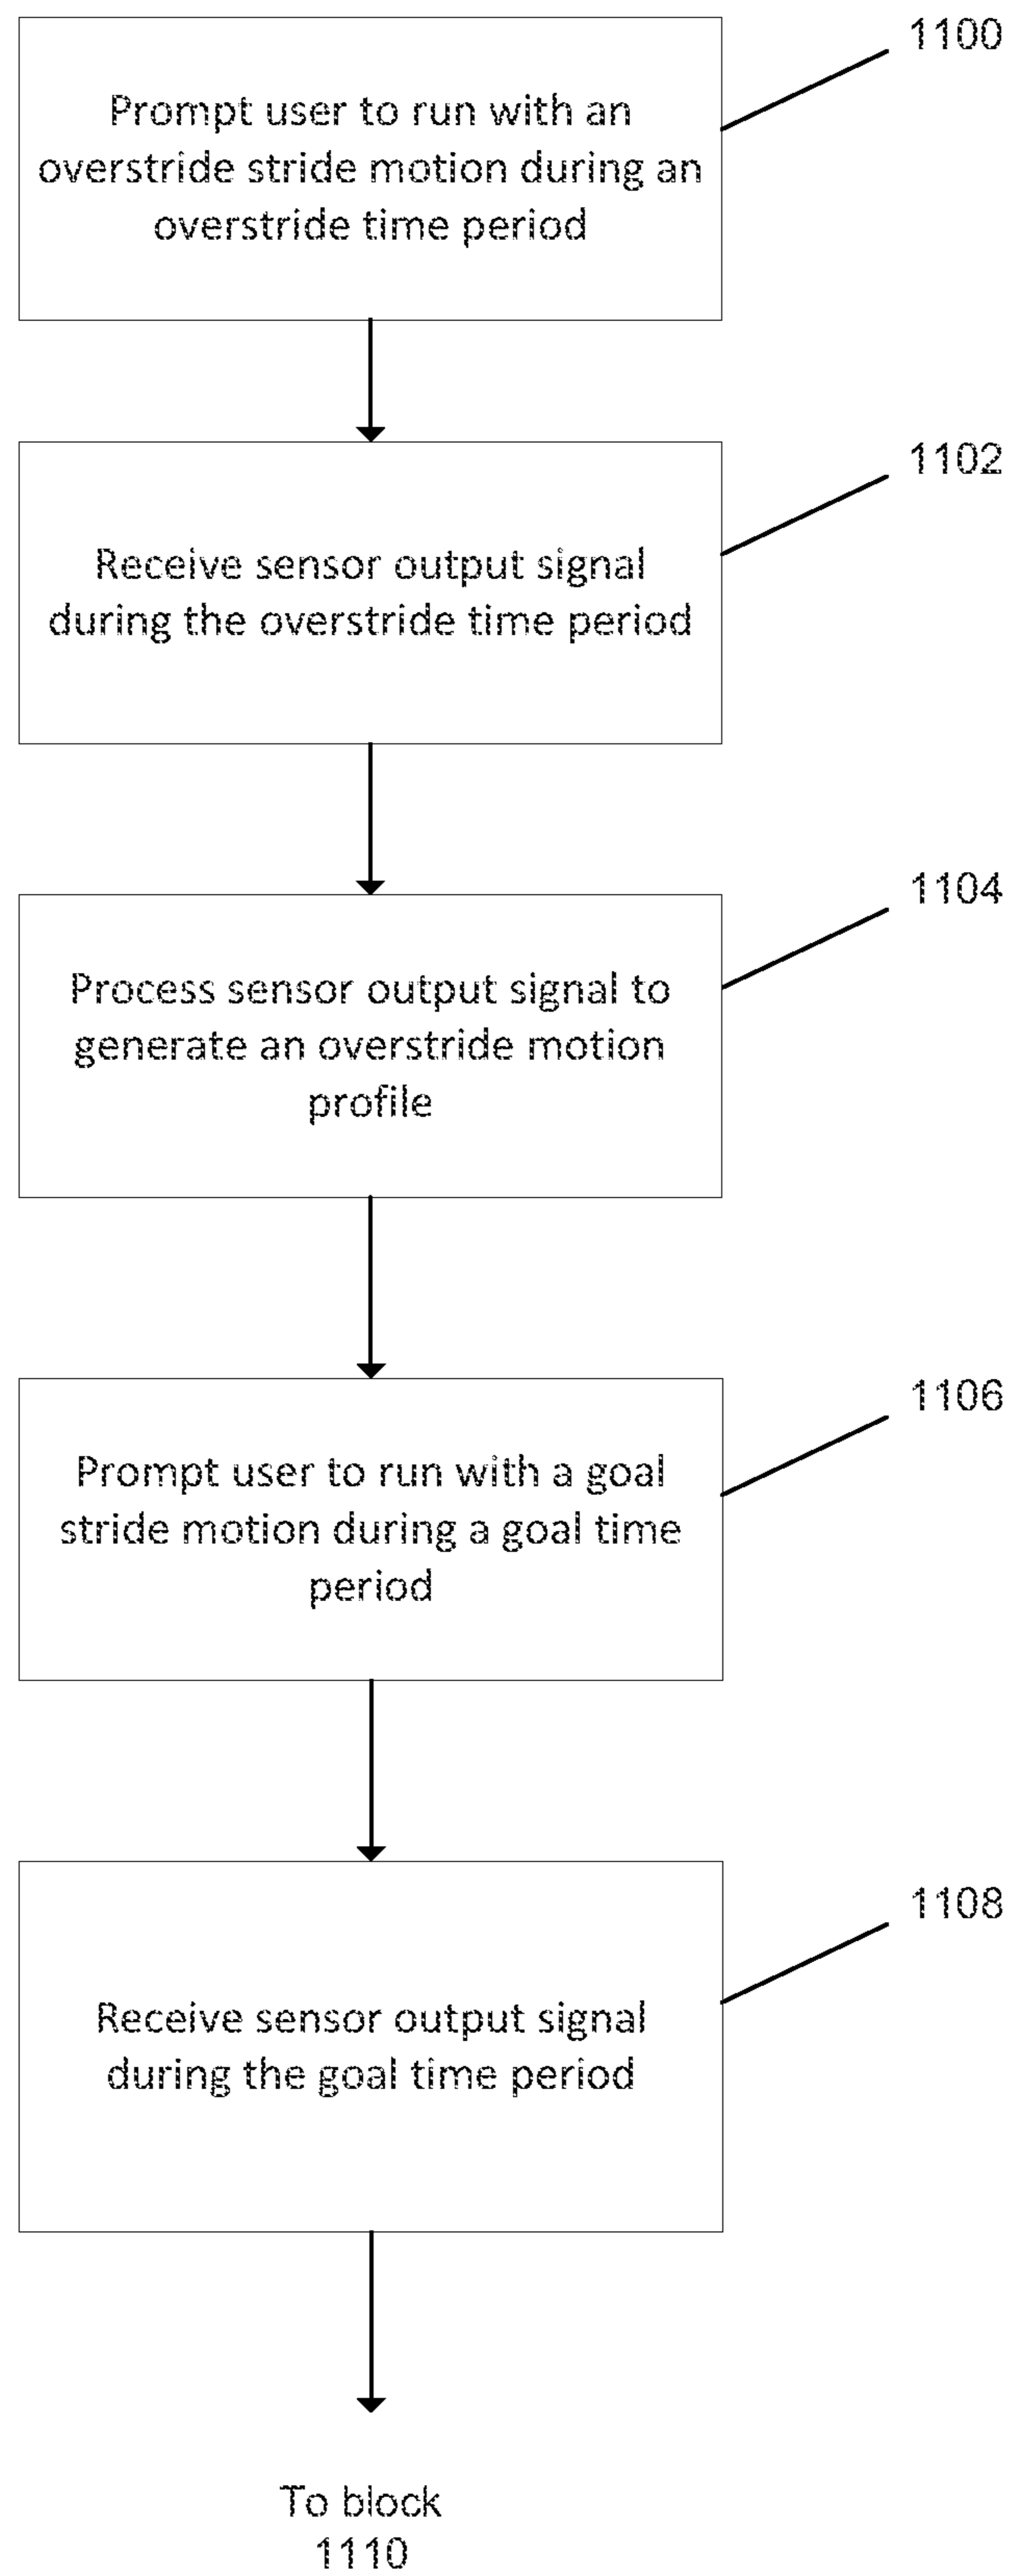 1100
Prompt user to run with an
overstride stride motion during an
overstride time period
1102
Receive sensor output signal
during the overstride time period
1104
Process sensor output signal to
generate an overstride motion
profile
1106
Prompt user to run with a goal
stride motion during a goal time
period
1108
Receive sensor output signal
during the goal time period
To block
1110